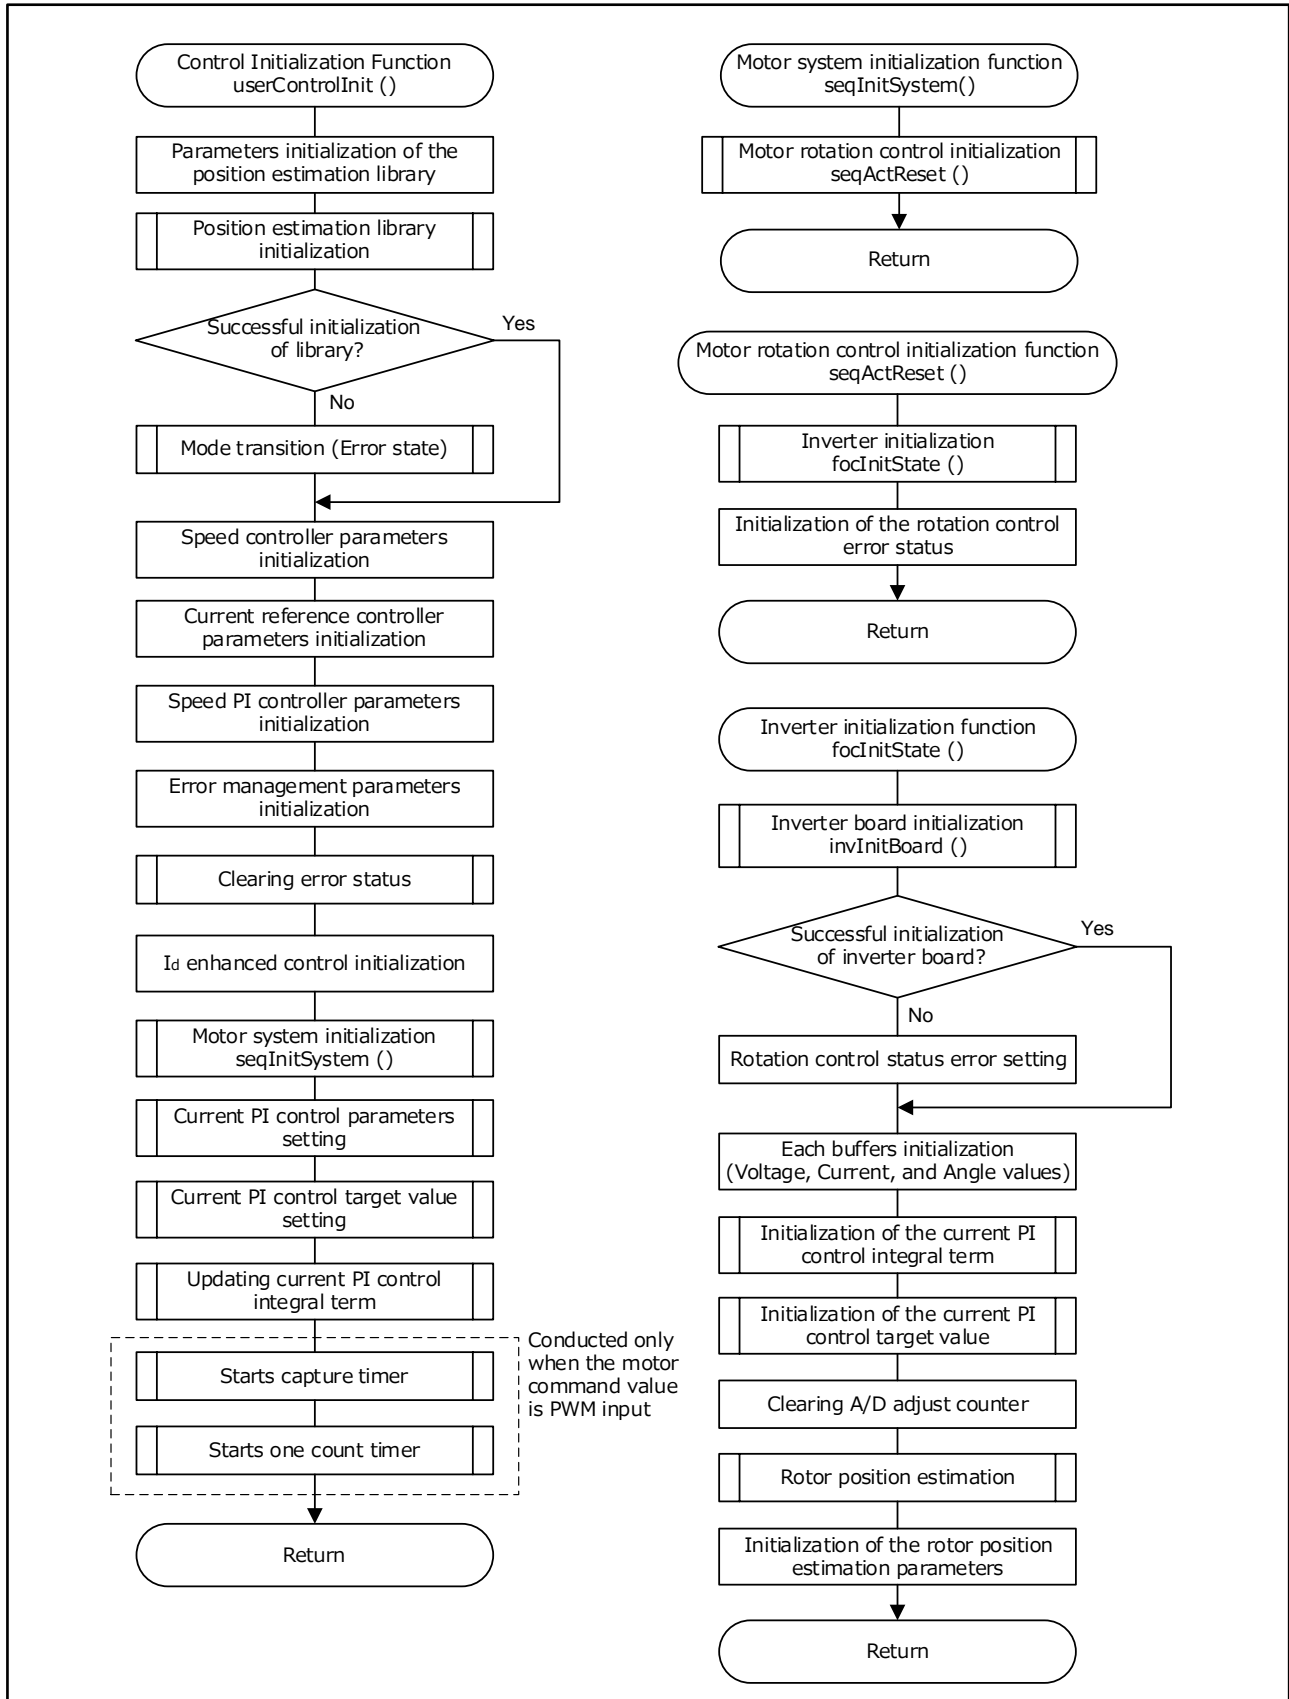 Control Initialization Function
userControlInit ()
Parameters initialization of the
position estimation library
Position estimation library
initialization
Successful initialization
of library?
Yes
No
Mode transition (Error state)
Speed controller parameters
initialization
Current reference controller
parameters initialization
Speed PI controller parameters
initialization
Error management parameters
initialization
Clearing error status
Id enhanced control initialization
Motor system initialization
seqInitSystem ()
Current PI control parameters
setting
Current PI control target value
setting
Updating current PI control
integral term
Conducted only
when the motor
command value
is PWM input
Starts capture timer
Starts one count timer
Return
Motor system initialization function
seqInitSystem()
Motor rotation control initialization
seqActReset ()
Return
Motor rotation control initialization function
seqActReset ()
Inverter initialization
focInitState ()
Initialization of the rotation control
error status
Return
Inverter initialization function
focInitState ()
Inverter board initialization
invInitBoard ()
Successful initialization
of inverter board?
Yes
No
Rotation control status error setting
Each buffers initialization
(Voltage, Current, and Angle values)
Initialization of the current PI
control integral term
Initialization of the current PI
control target value
Clearing A/D adjust counter
Rotor position estimation
Initialization of the rotor position
estimation parameters
Return